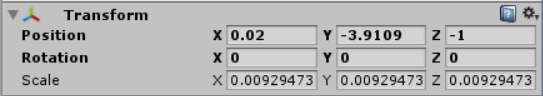 Transform
Position X 0.02 Y -3.9109 Z -1
Rotation X 0 Y 0 Z 0
Scale X 0.00929473 Y 0.00929473 Z 0.00929473